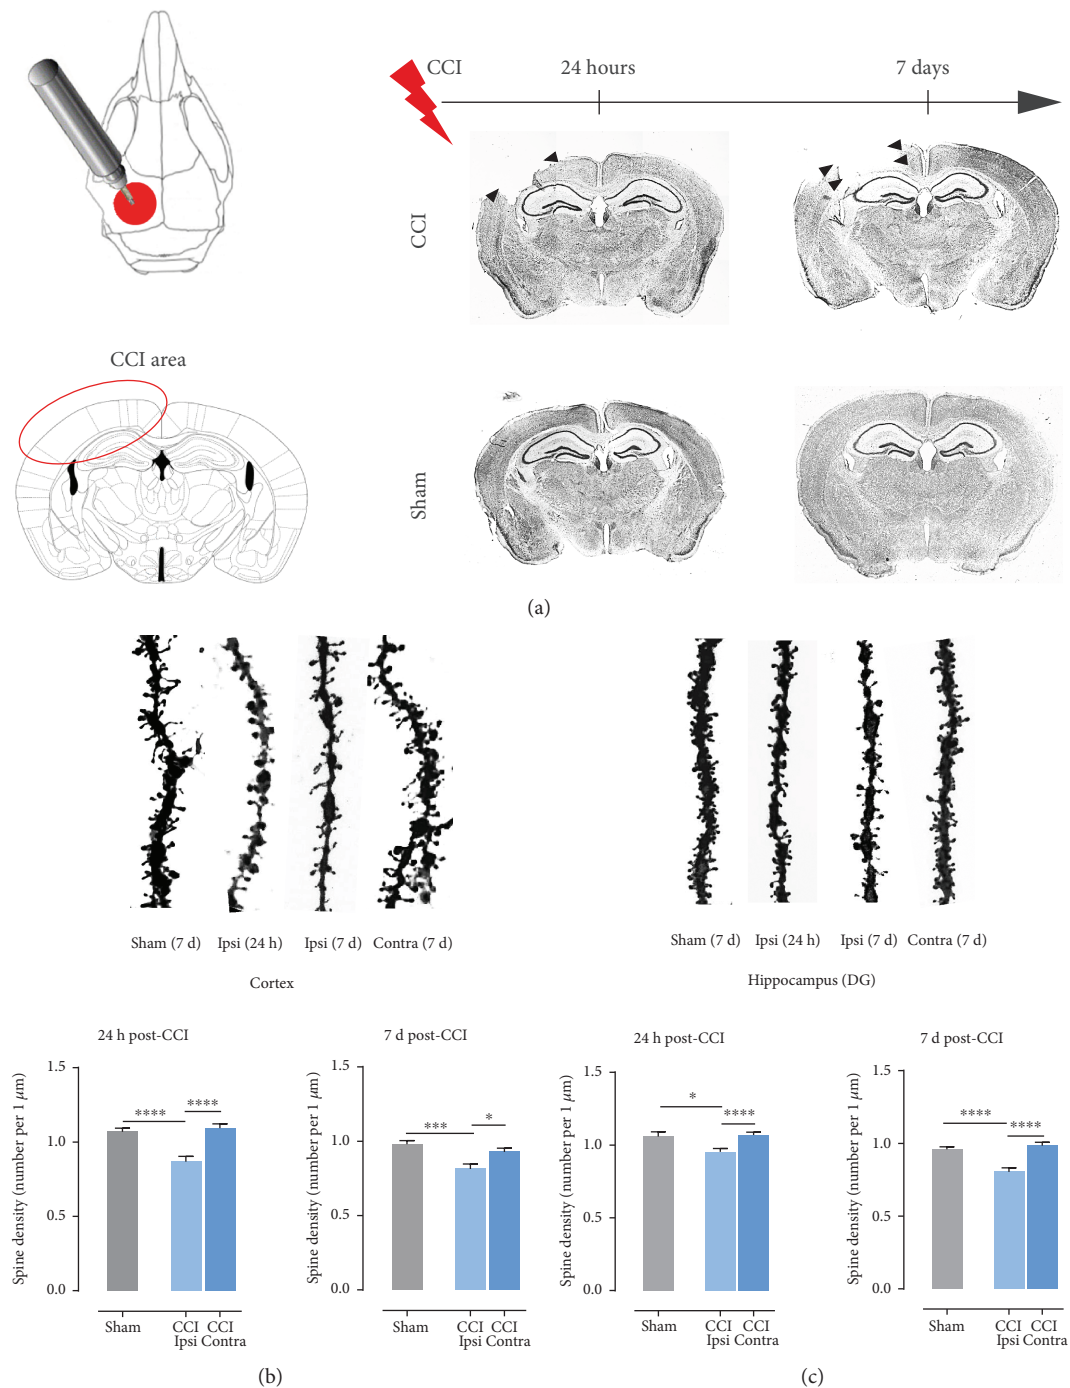 CCI
24 hours
7 days
CCI
CCI area
Sham
(a)
Sham (7 d) Ipsi (24 h) Ipsi (7 d) Contra (7 d)
Cortex
Sham (7 d) Ipsi (24 h) Ipsi (7 d) Contra (7 d)
Hippocampus (DG)
24 h post-CCI
Spine density (number per 1 μm)
1.5
1.0
0.5
0.0
**** ****
Sham CCI CCI
Ipsi Contra
7 d post-CCI
Spine density (number per 1 μm)
1.5
1.0
0.5
0.0
*** *
Sham CCI CCI
Ipsi Contra
(b)
24 h post-CCI
Spine density (number per 1 μm)
1.5
1.0
0.5
0.0
* ****
Sham CCI CCI
Ipsi Contra
7 d post-CCI
Spine density (number per 1 μm)
1.5
1.0
0.5
0.0
**** ****
Sham CCI CCI
Ipsi Contra
(c)